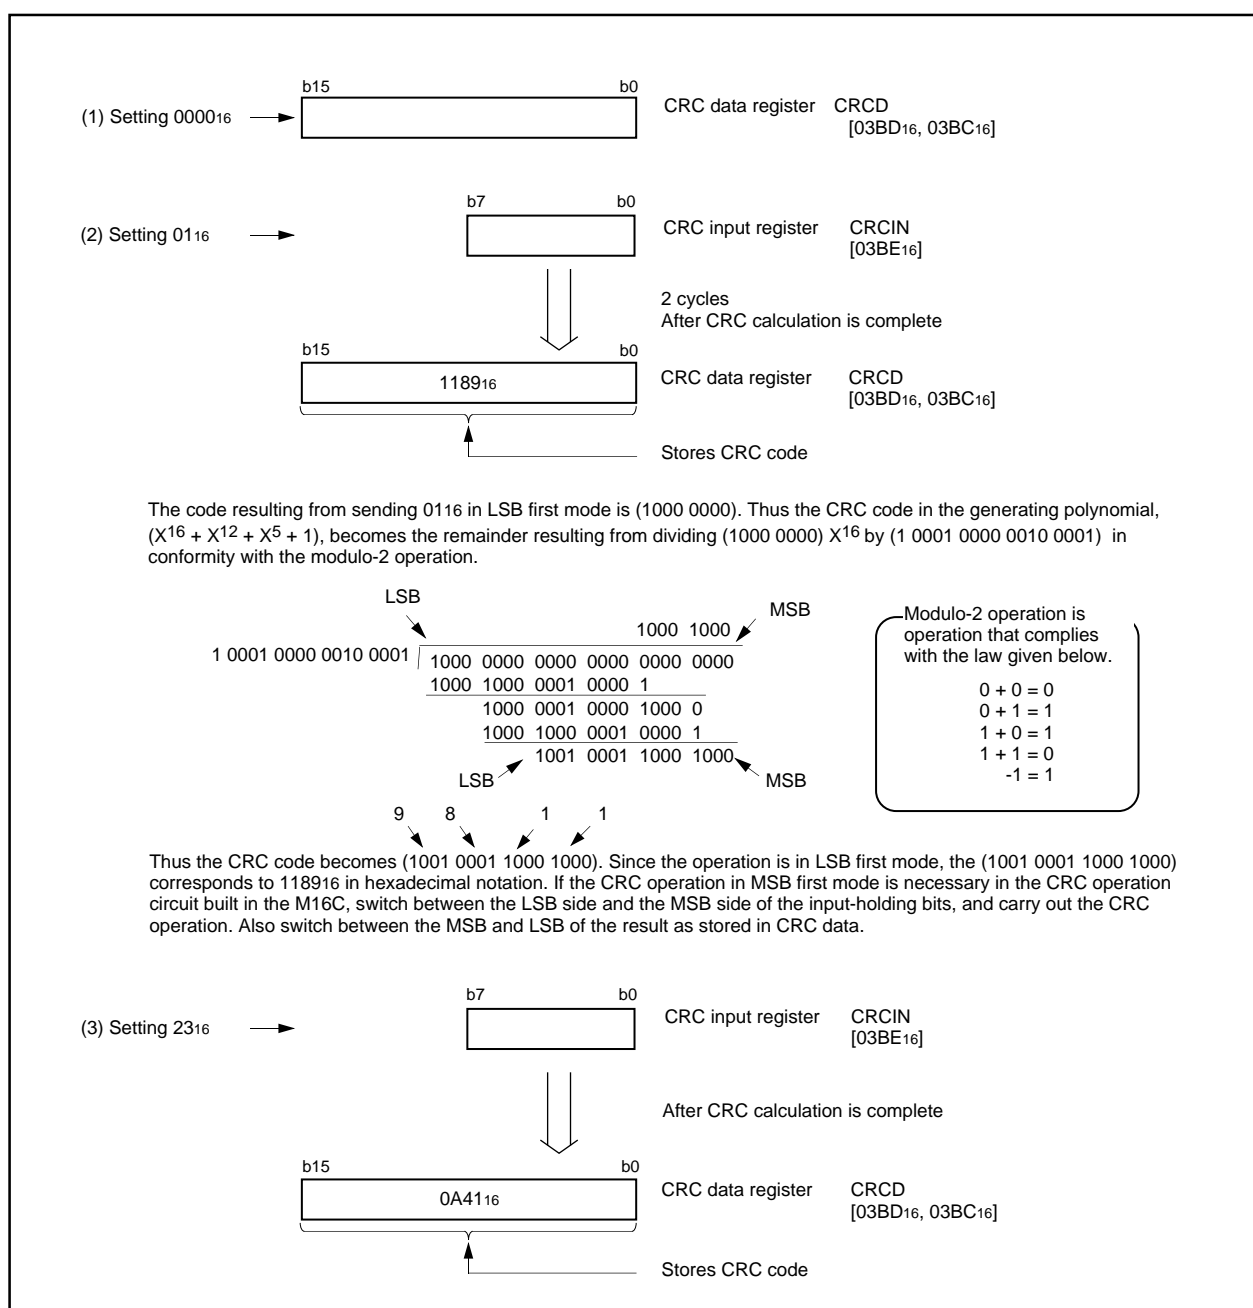 b15 b0
(1) Setting 0000₁₆ CRC data register CRCD
[03BD₁₆, 03BC₁₆]
b7 b0
(2) Setting 01₁₆ CRC input register CRCIN
[03BE₁₆]
2 cycles
After CRC calculation is complete
b15 b0
1189₁₆ CRC data register CRCD
[03BD₁₆, 03BC₁₆]
Stores CRC code
The code resulting from sending 01₁₆ in LSB first mode is (1000 0000). Thus the CRC code in the generating polynomial,
(X¹⁶ + X¹² + X⁵ + 1), becomes the remainder resulting from dividing (1000 0000) X¹⁶ by (1 0001 0000 0010 0001) in
conformity with the modulo-2 operation.
LSB MSB
1000 1000
1 0001 0000 0010 0001 1000 0000 0000 0000 0000 0000
1000 1000 0001 0000 1
1000 0001 0000 1000 0
1000 1000 0001 0000 1
1001 0001 1000 1000
LSB MSB
Modulo-2 operation is
operation that complies
with the law given below.
0 + 0 = 0
0 + 1 = 1
1 + 0 = 1
1 + 1 = 0
-1 = 1
9 8 1 1
Thus the CRC code becomes (1001 0001 1000 1000). Since the operation is in LSB first mode, the (1001 0001 1000 1000)
corresponds to 1189₁₆ in hexadecimal notation. If the CRC operation in MSB first mode is necessary in the CRC operation
circuit built in the M16C, switch between the LSB side and the MSB side of the input-holding bits, and carry out the CRC
operation. Also switch between the MSB and LSB of the result as stored in CRC data.
b7 b0
(3) Setting 23₁₆ CRC input register CRCIN
[03BE₁₆]
After CRC calculation is complete
b15 b0
0A41₁₆ CRC data register CRCD
[03BD₁₆, 03BC₁₆]
Stores CRC code